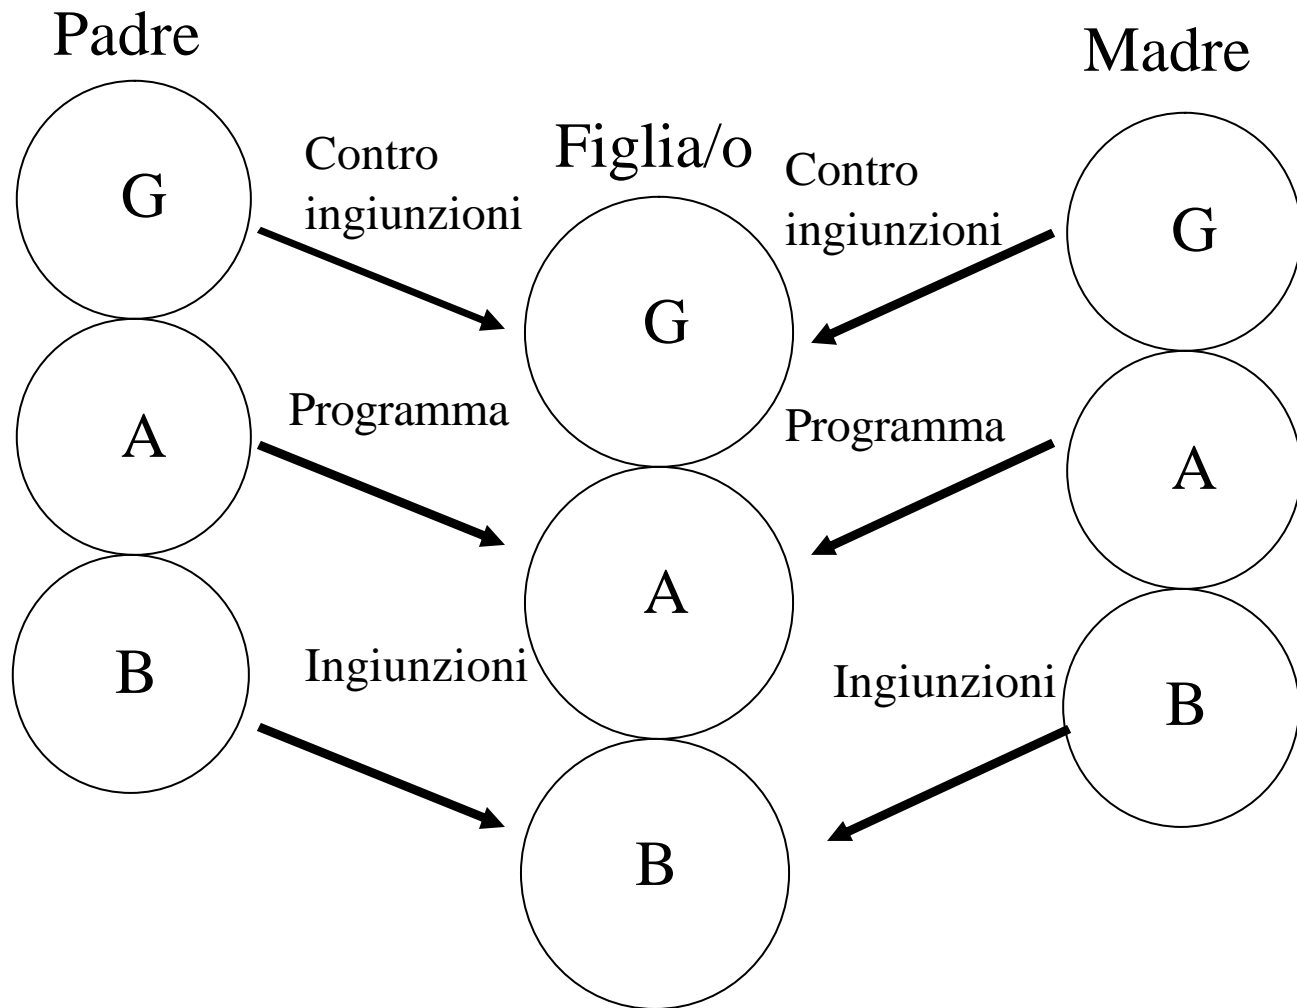 Padre
Madre
Figlia/o
Contro
ingiunzioni
Contro
ingiunzioni
G
G
G
Programma
Programma
A
A
A
Ingiunzioni
Ingiunzioni
B
B
B